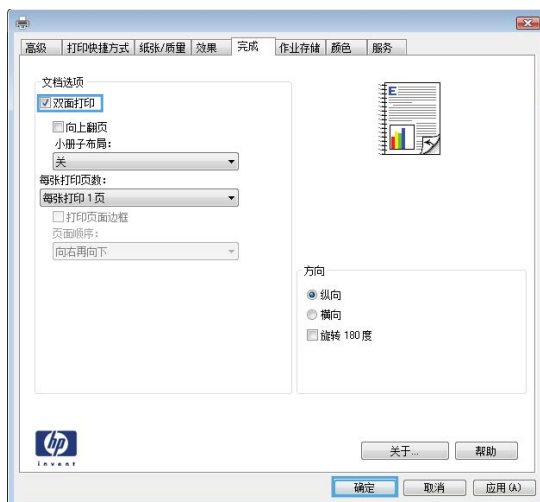 高级 打印快捷方式 纸张/质量 效果 完成 作业存储 颜色 服务
文档选项
双面打印
向上翻页
小册子布局:
关
每张打印页数:
每张打印 1 页
打印页面边框
页面顺序:
向右再向下
E
方向
纵向
横向
旋转 180 度
hp
invent
关于... 帮助
确定 取消 应用 (A)